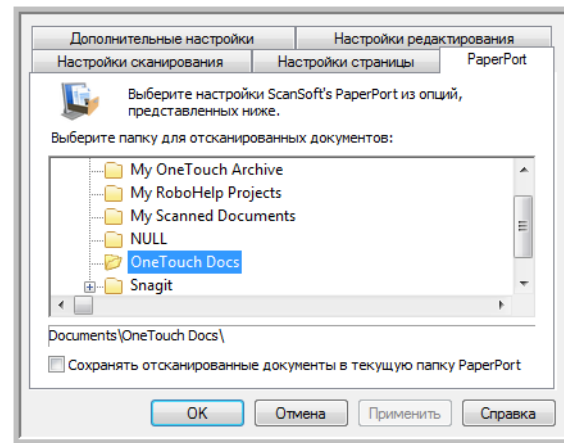 Дополнительные настройки
Настройки редактирования
Настройки сканирования
Настройки страницы
PaperPort
Выберите настройки ScanSoft's PaperPort из опций,
представленных ниже.
Выберите папку для отсканированных документов:
My OneTouch Archive
My RoboHelp Projects
My Scanned Documents
NULL
OneTouch Docs
Snagit
Documents\OneTouch Docs\
Сохранять отсканированные документы в текущую папку PaperPort
OK
Отмена
Применить
Справка